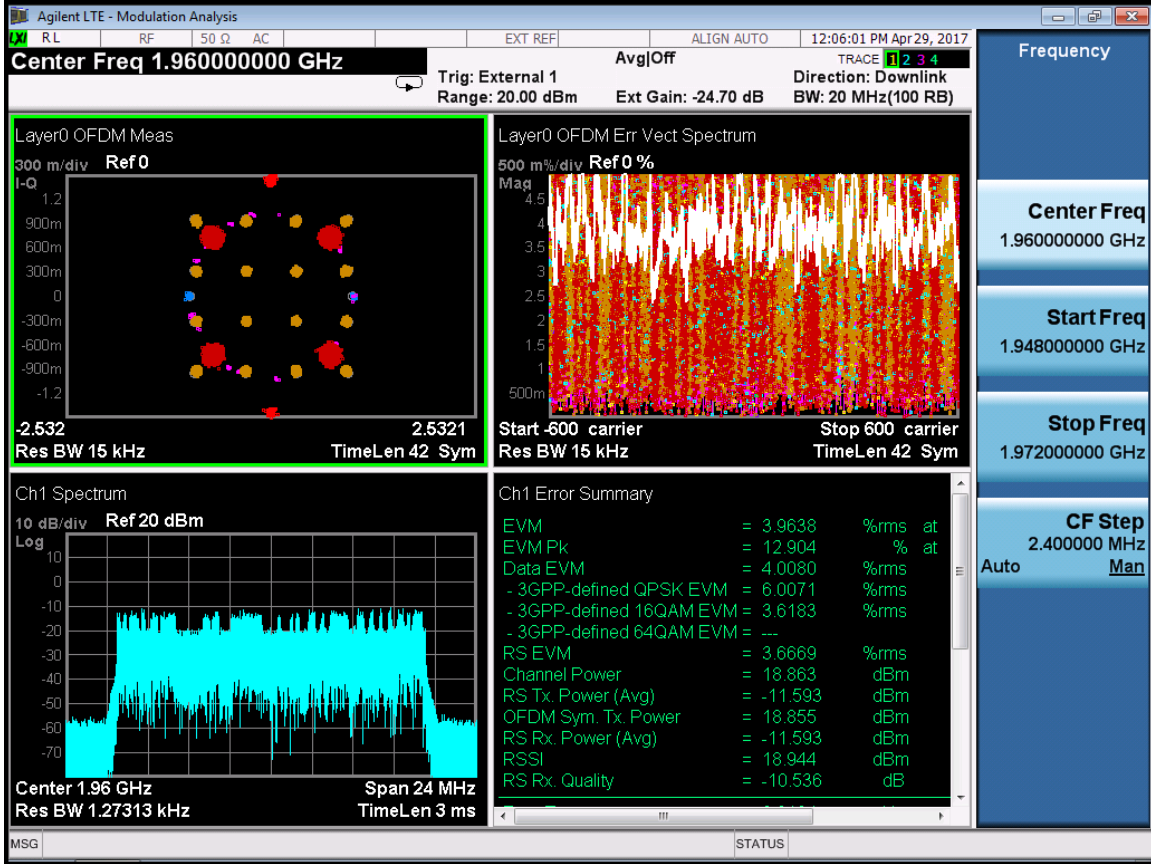 Agilent LTE - Modulation Analysis
LXI RL RF 50 Ω AC EXT REF ALIGN AUTO 12:06:01 PM Apr 29, 2017
Center Freq 1.960000000 GHz
Avg|Off
TRACE 1 2 3 4
Trig: External 1
Direction: Downlink
Range: 20.00 dBm
Ext Gain: -24.70 dB
BW: 20 MHz(100 RB)
Layer0 OFDM Meas
300 m/div Ref 0
I-Q
1.2
900m
600m
300m
0
-300m
-600m
-900m
-1.2
-2.532 2.5321
Res BW 15 kHz TimeLen 42 Sym
Layer0 OFDM Err Vect Spectrum
500 m%/div Ref 0 %
Mag
4.5
4
3.5
3
2.5
2
1.5
1
500m
Start -600 carrier Stop 600 carrier
Res BW 15 kHz TimeLen 42 Sym
Ch1 Spectrum
10 dB/div Ref 20 dBm
Log
10
0
-10
-20
-30
-40
-50
-60
-70
Center 1.96 GHz Span 24 MHz
Res BW 1.27313 kHz TimeLen 3 ms
Ch1 Error Summary
EVM = 3.9638 %rms at
EVM Pk = 12.904 % at
Data EVM = 4.0080 %rms
- 3GPP-defined QPSK EVM = 6.0071 %rms
- 3GPP-defined 16QAM EVM = 3.6183 %rms
- 3GPP-defined 64QAM EVM = ---
RS EVM = 3.6669 %rms
Channel Power = 18.863 dBm
RS Tx. Power (Avg) = -11.593 dBm
OFDM Sym. Tx. Power = 18.855 dBm
RS Rx. Power (Avg) = -11.593 dBm
RSSI = 18.944 dBm
RS Rx. Quality = -10.536 dB
Frequency
Center Freq
1.960000000 GHz
Start Freq
1.948000000 GHz
Stop Freq
1.972000000 GHz
CF Step
2.400000 MHz
Auto Man
MSG STATUS